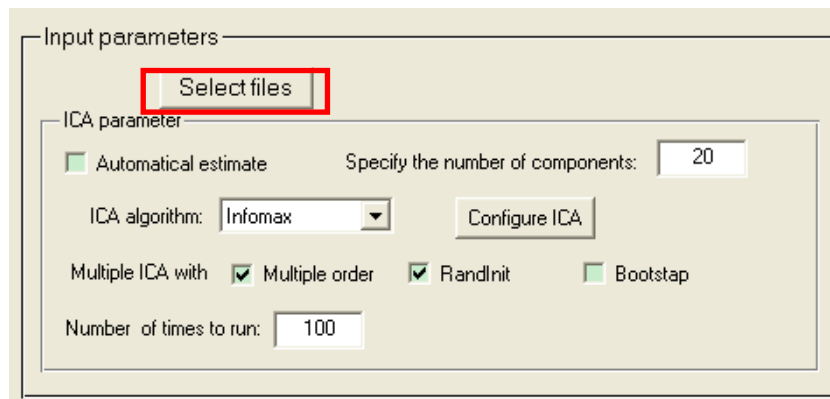 Input parameters
Select files
ICA parameter
Automatical estimate Specify the number of components: 20
ICA algorithm: Infomax Configure ICA
Multiple ICA with Multiple order RandInit Bootstap
Number of times to run: 100